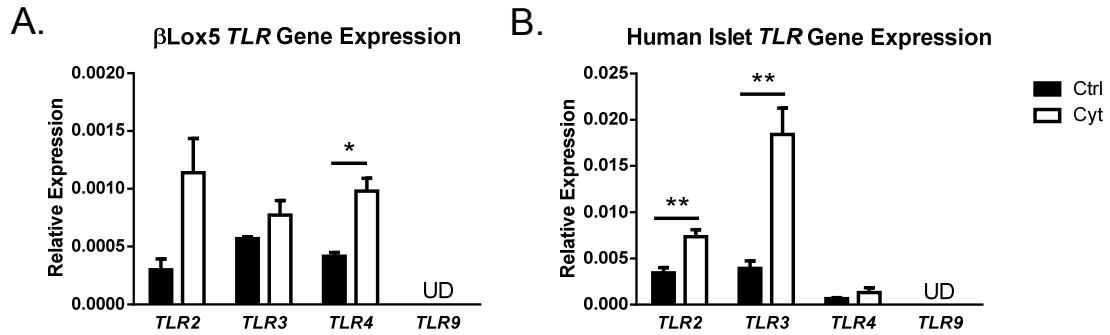 A.
βLox5 TLR Gene Expression
Relative Expression
0.0020
0.0015
0.0010
0.0005
0.0000
*
UD
TLR2 TLR3 TLR4 TLR9
B.
Human Islet TLR Gene Expression
Relative Expression
0.025
0.020
0.015
0.010
0.005
0.000
**
**
UD
TLR2 TLR3 TLR4 TLR9
Ctrl
Cyt